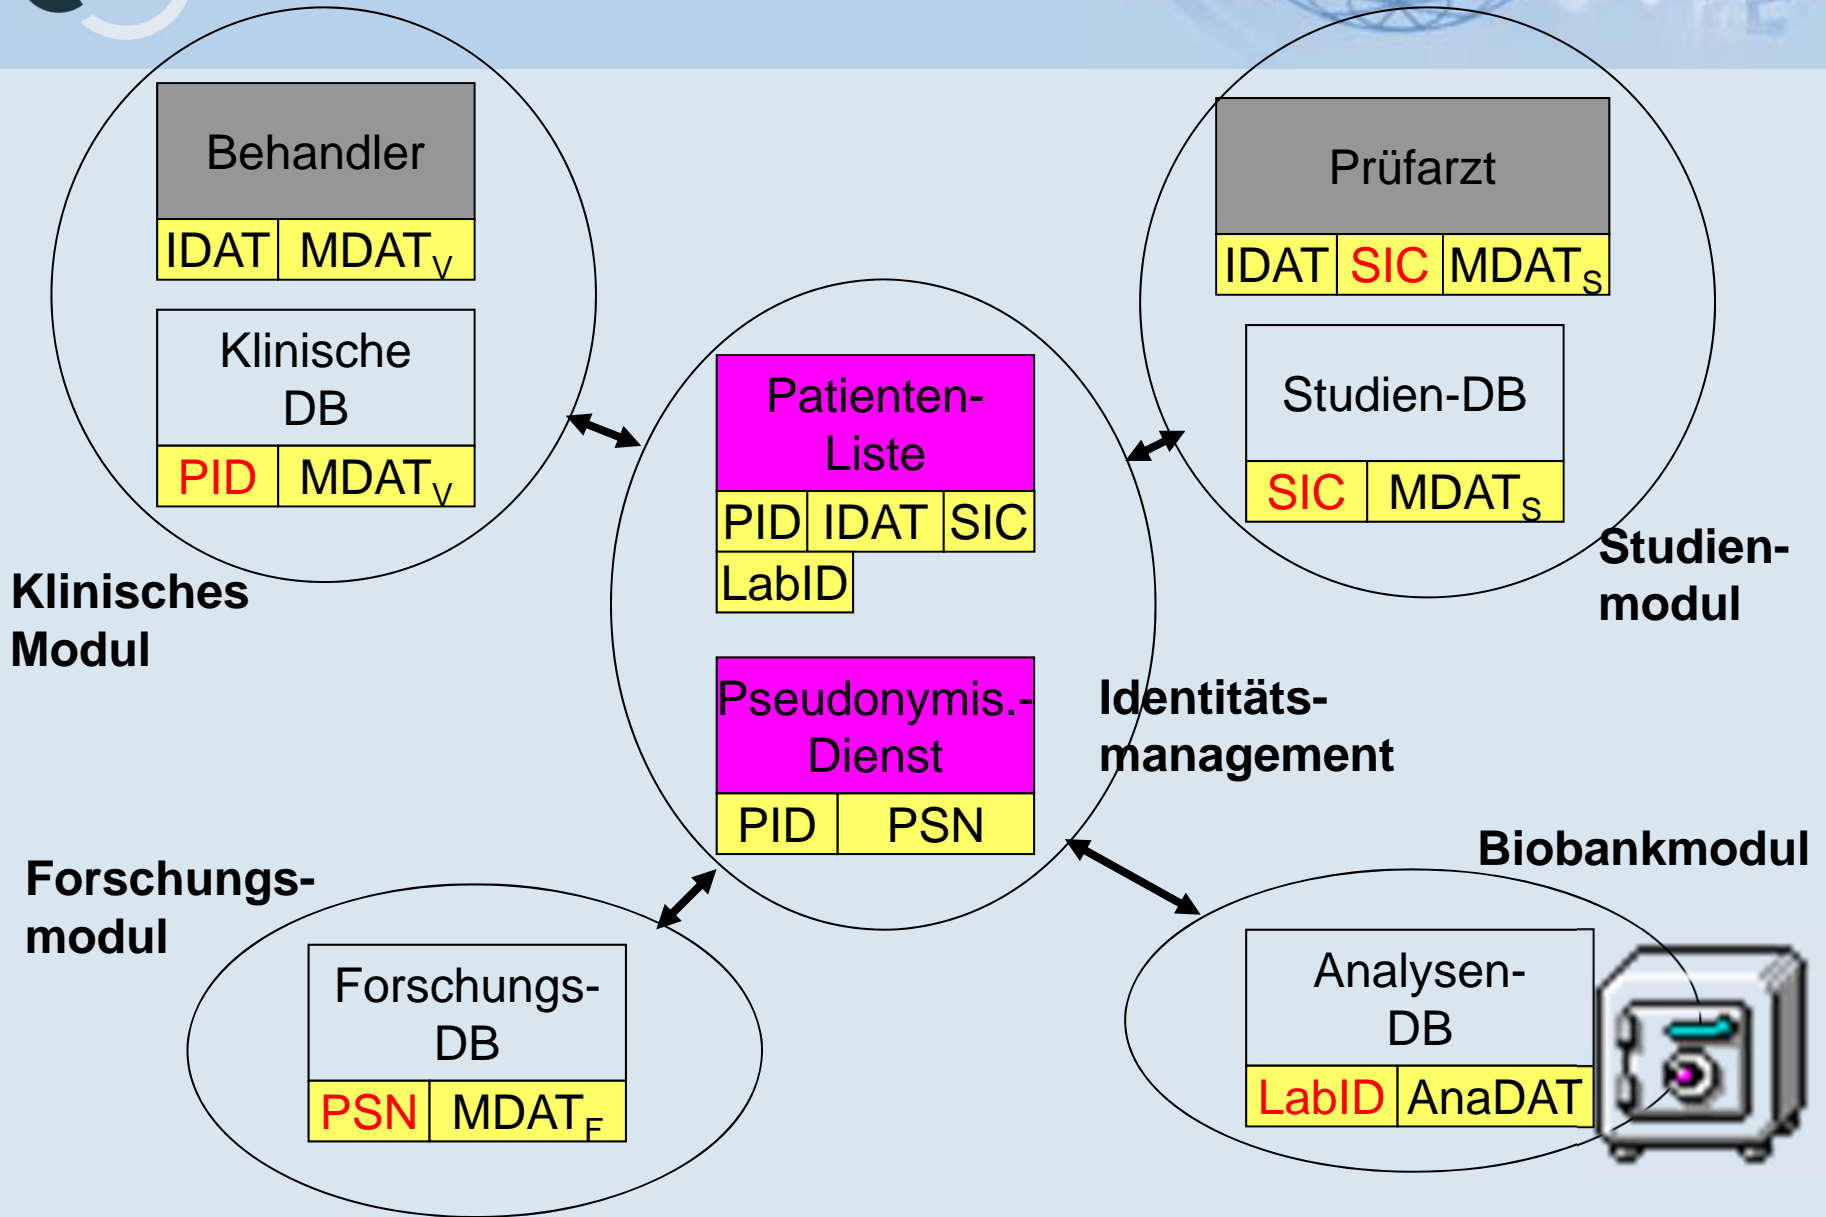 Behandler
IDAT MDATV
Klinische
DB
PID MDATV
Klinisches
Modul
Prüfarzt
IDAT SIC MDATS
Studien-DB
SIC MDATS
Studien-
modul
Patienten-
Liste
PID IDAT SIC
LabID
Pseudonymis.-
Dienst
PID PSN
Identitäts-
management
Forschungs-
modul
Forschungs-
DB
PSN MDATF
Biobankmodul
Analysen-
DB
LabID AnaDAT